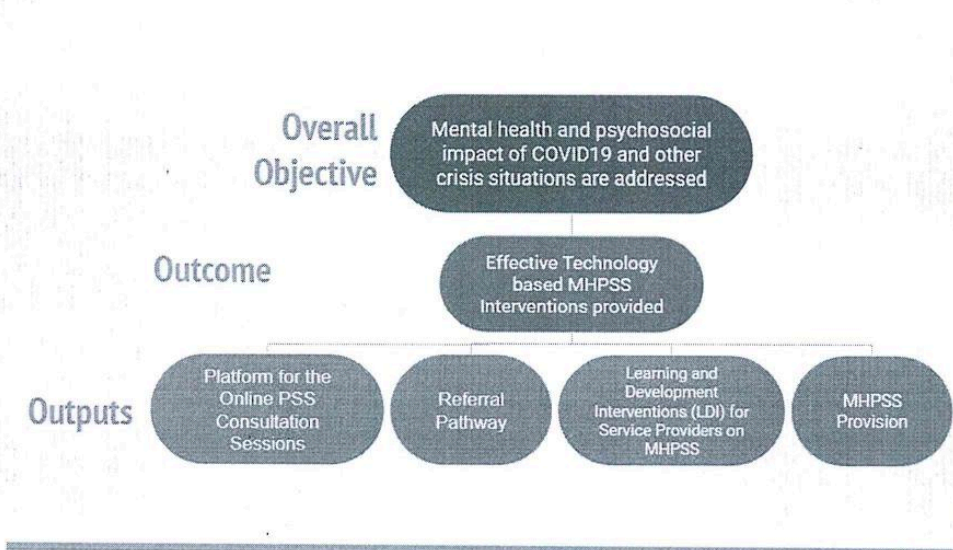 Overall
Objective
Mental health and psychosocial
impact of COVID19 and other
crisis situations are addressed
Outcome
Effective Technology
based MHPSS
Interventions provided
Outputs
Platform for the
Online PSS
Consultation
Sessions
Referral
Pathway
Learning and
Development
Interventions (LDI) for
Service Providers on
MHPSS
MHPSS
Provision